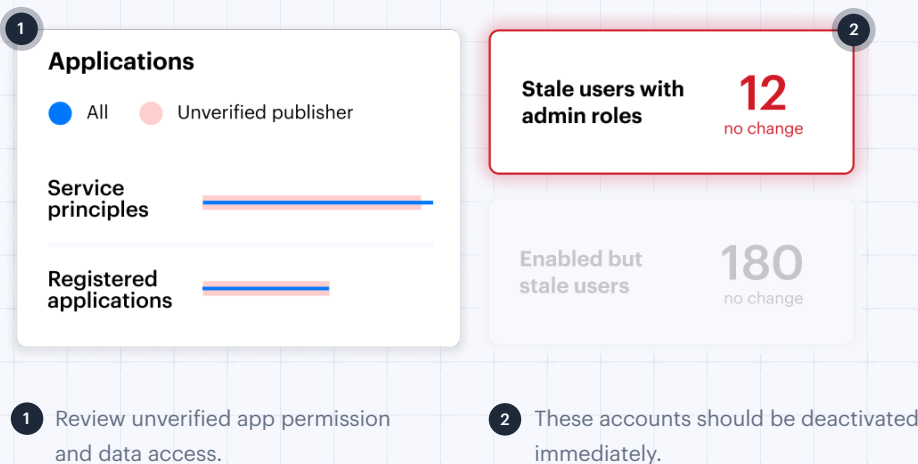 1
Applications
All
Unverified publisher
Service
principles
Registered
applications
2
Stale users with
admin roles
12
no change
Enabled but
stale users
180
no change
1
Review unverified app permission
and data access.
2
These accounts should be deactivated
immediately.